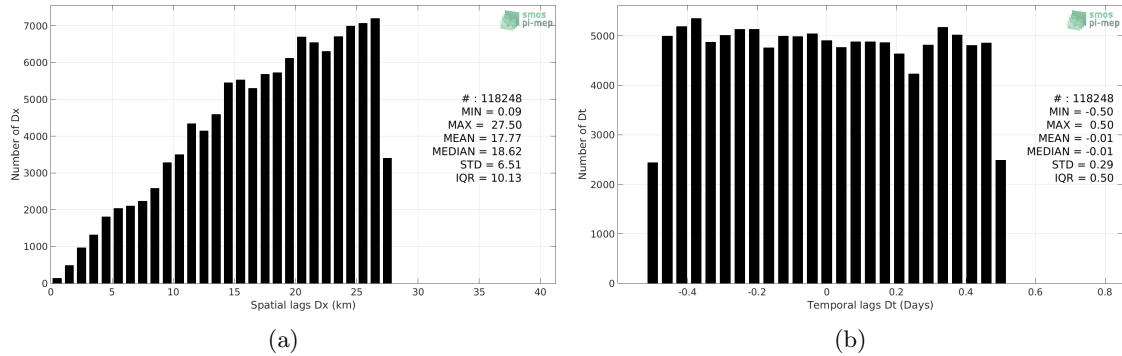 smos
pi-mep
7000
6000
5000
4000
3000
2000
1000
0
Number of Dx
# : 118248
MIN = 0.09
MAX = 27.50
MEAN = 17.77
MEDIAN = 18.62
STD = 6.51
IQR = 10.13
0 5 10 15 20 25 30 35 40
Spatial lags Dx (km)
(a)
smos
pi-mep
5000
4000
3000
2000
1000
0
Number of Dt
# : 118248
MIN = -0.50
MAX = 0.50
MEAN = -0.01
MEDIAN = -0.01
STD = 0.29
IQR = 0.50
-0.4 -0.2 0 0.2 0.4 0.6 0.8
Temporal lags Dt (Days)
(b)